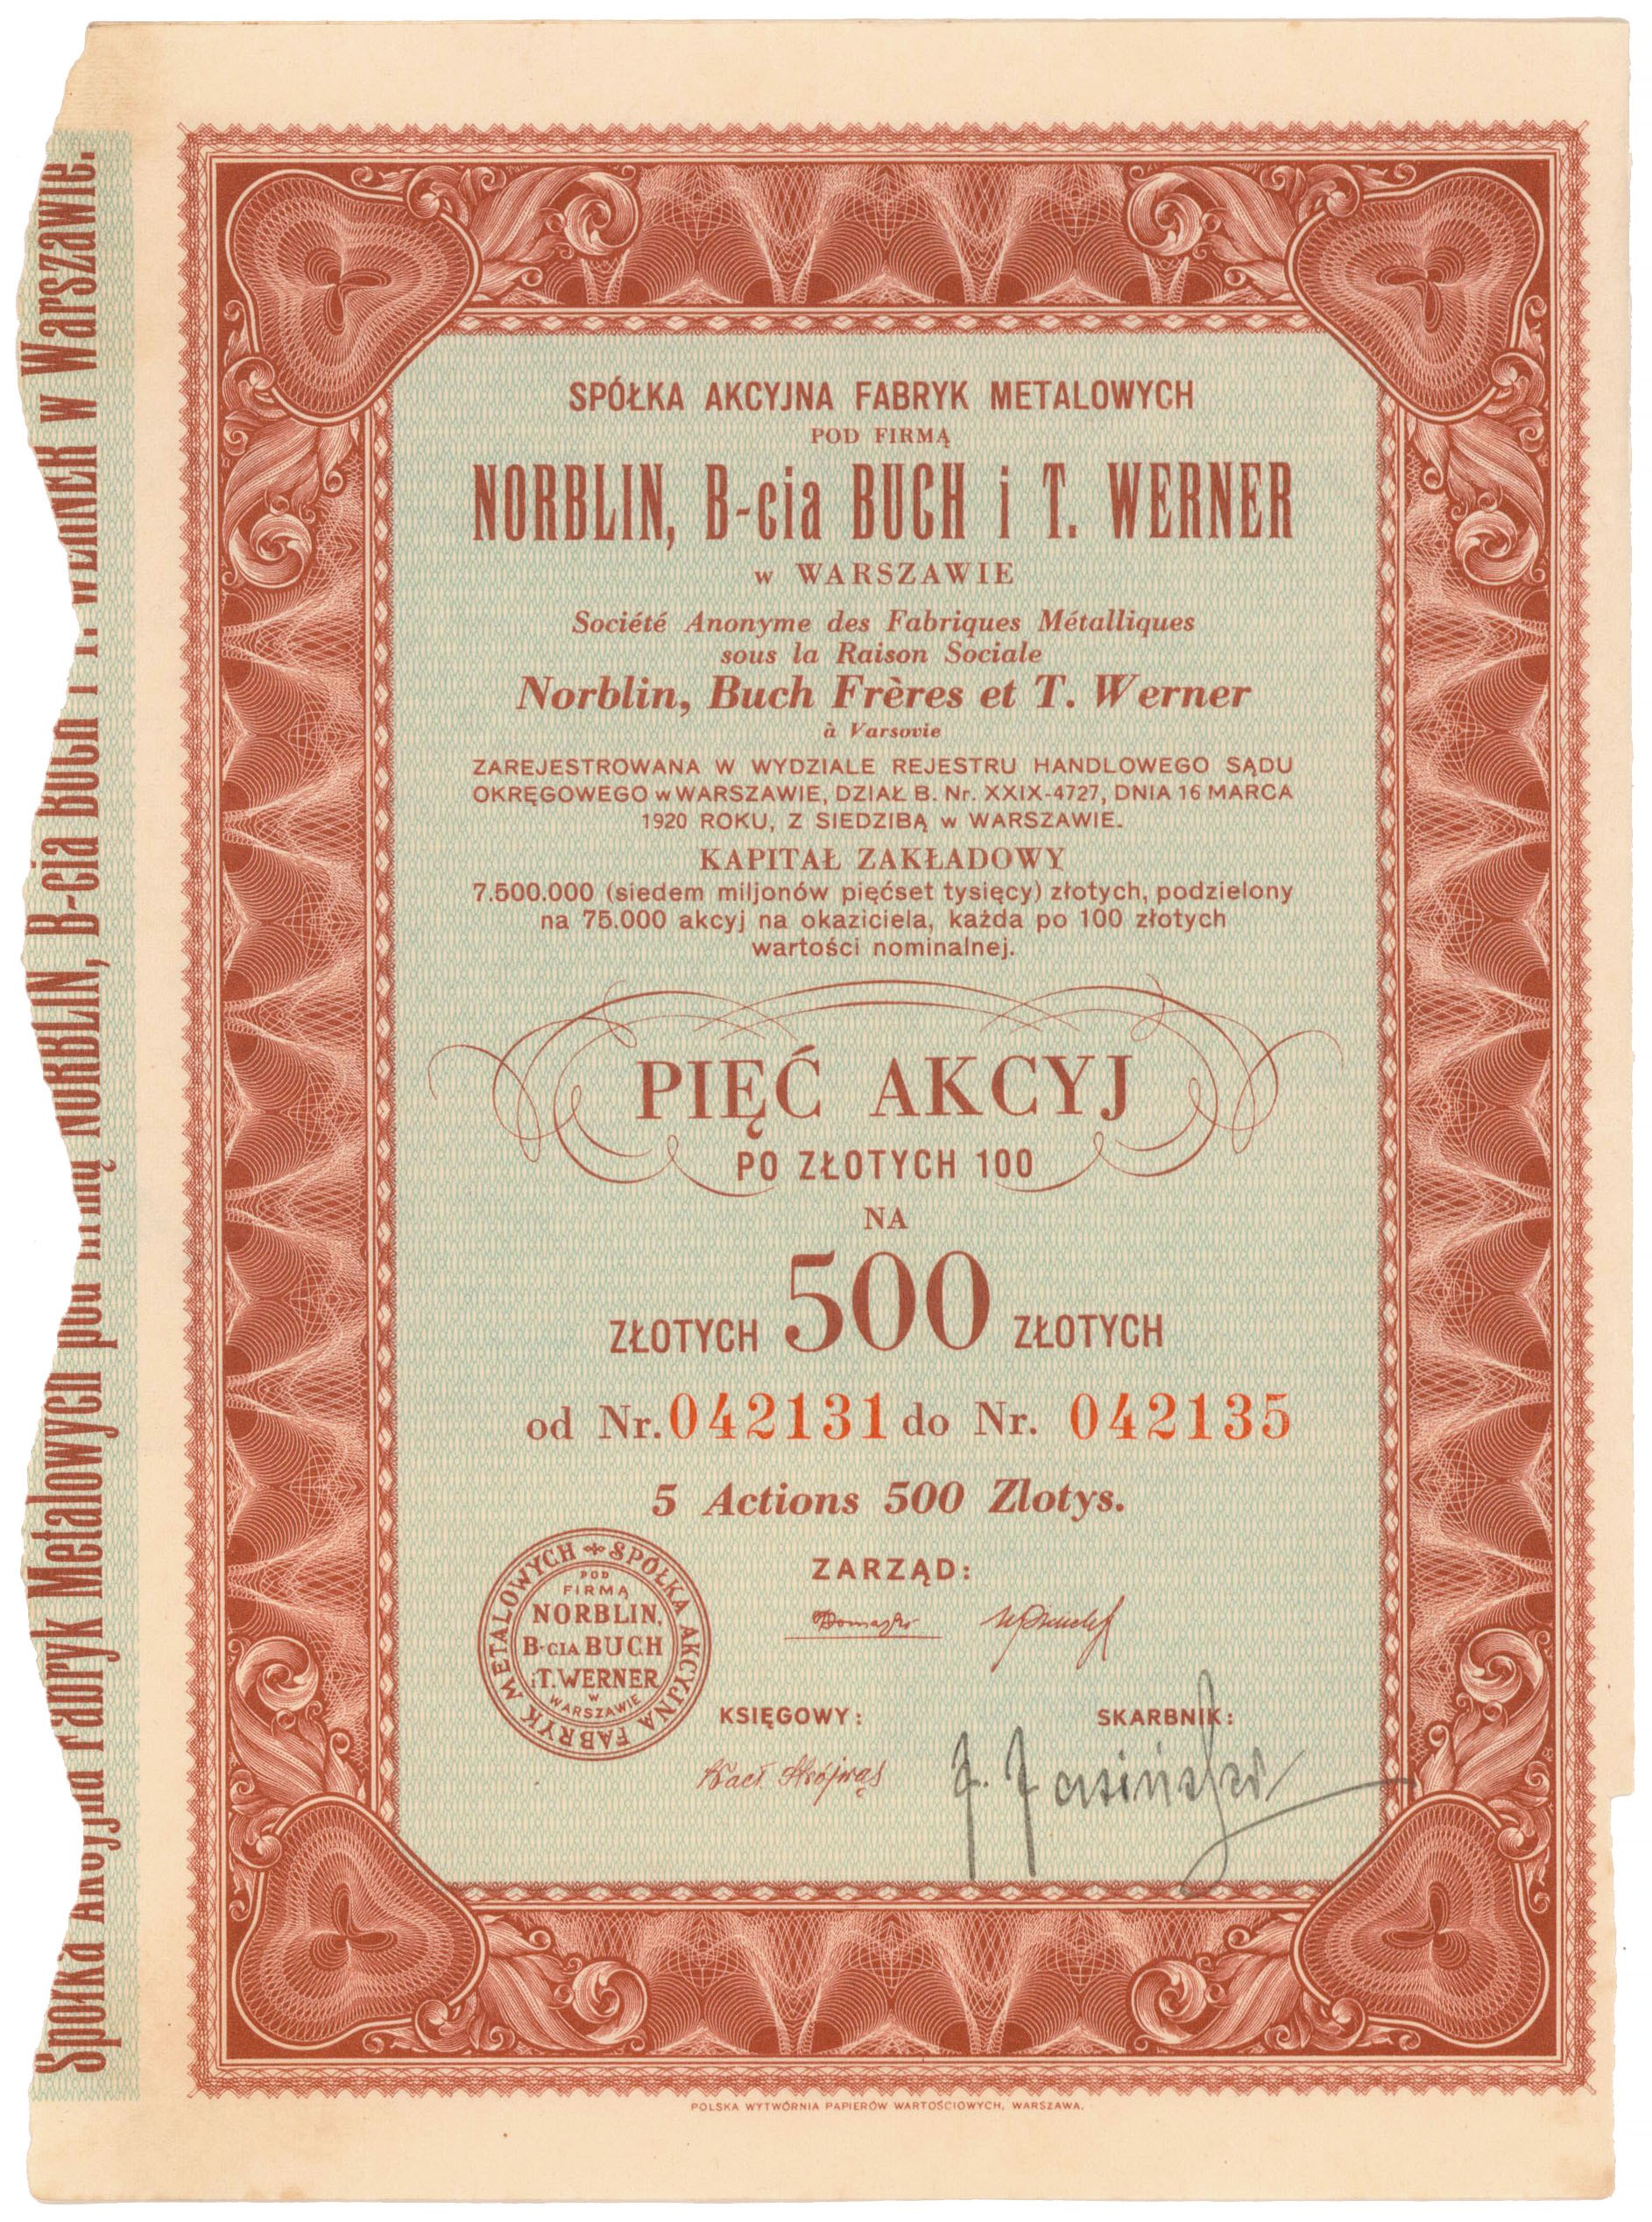 Spółka Akcyjna Fabryk Metalowych pod firmą NORBLIN, B-cia BUCH i T. WERNER w Warszawie.
SPÓŁKA AKCYJNA FABRYK METALOWYCH
POD FIRMĄ
NORBLIN, B-cia BUCH i T. WERNER
w WARSZAWIE
Société Anonyme des Fabriques Métalliques
sous la Raison Sociale
Norblin, Buch Frères et T. Werner
à Varsovie
ZAREJESTROWANA W WYDZIALE REJESTRU HANDLOWEGO SĄDU
OKRĘGOWEGO w WARSZAWIE, DZIAŁ B. Nr. XXIX-4727, DNIA 16 MARCA
1920 ROKU, Z SIEDZIBĄ w WARSZAWIE.
KAPITAŁ ZAKŁADOWY
7.500.000 (siedem miljonów pięćset tysięcy) złotych, podzielony
na 75.000 akcyj na okaziciela, każda po 100 złotych
wartości nominalnej.
PIĘĆ AKCYJ
PO ZŁOTYCH 100
NA
ZŁOTYCH 500 ZŁOTYCH
od Nr. 042131 do Nr. 042135
5 Actions 500 Zlotys.
SPÓŁKA AKCYJNA FABRYK METALOWYCH
POD
FIRMĄ
NORBLIN,
B-CIA BUCH
i T. WERNER
W
WARSZAWIE
ZARZĄD:
KSIĘGOWY: SKARBNIK:
J. Jasiński
POLSKA WYTWÓRNIA PAPIERÓW WARTOŚCIOWYCH, WARSZAWA.